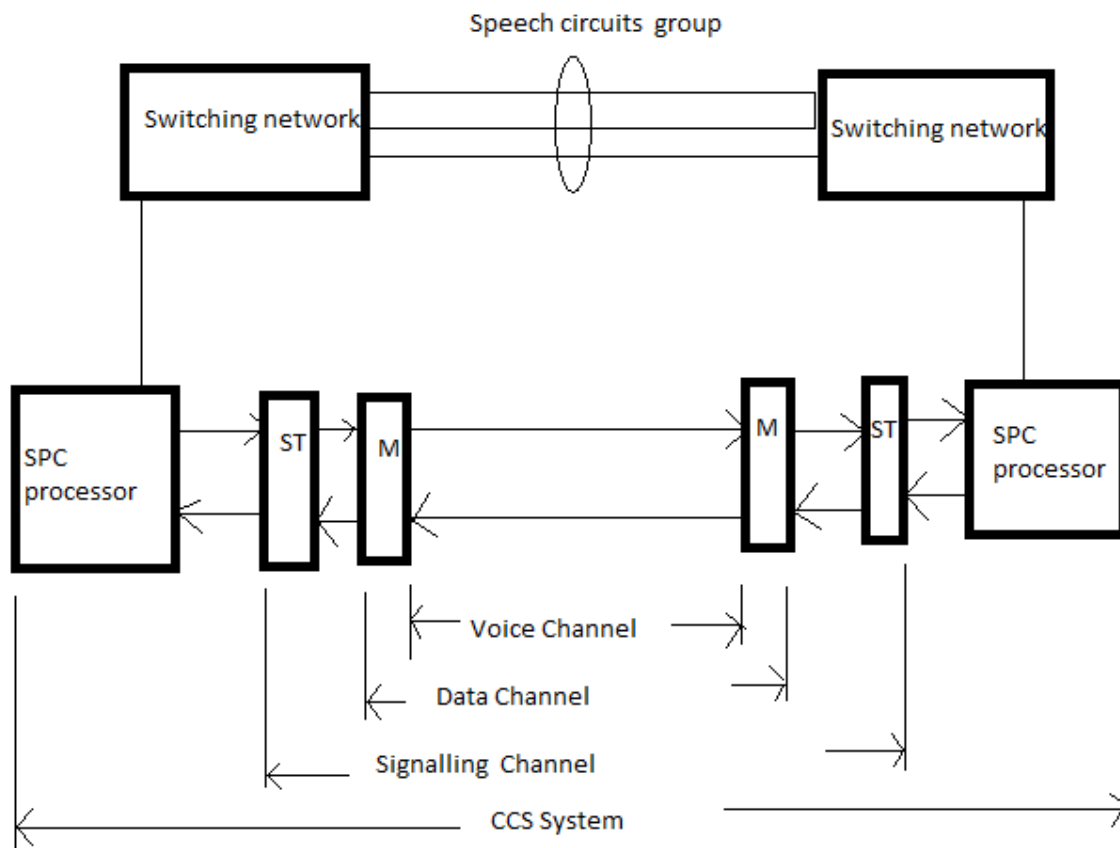 Speech circuits group
Switching network
Switching network
SPC
processor
ST
M
M
ST
SPC
processor
Voice Channel
Data Channel
Signalling Channel
CCS System